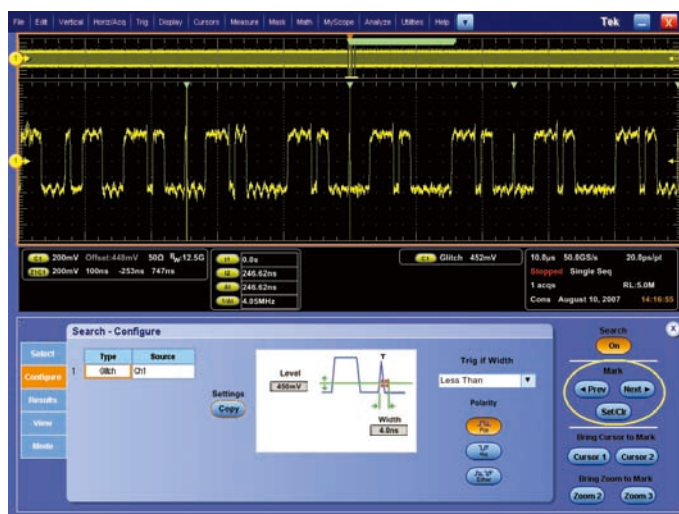 File Edit Vertical Horiz/Acq Trig Display Cursors Measure Mask Math MyScope Analyze Utilities Help Tek X
1
1
C1 200mV Offset:448mV 50Ω BW:12.5G
Z1C1 200mV 100ns -253ns 747ns
t1 0.0s
t2 246.62ns
Δt 246.62ns
1/Δt 4.05MHz
C1 Glitch 452mV
10.0µs 50.0GS/s 20.0ps/pt
Stopped Single Seq
1 acqs RL:5.0M
Cons August 10, 2007 14:16:55
Search - Configure
Search
On
X
Select
Configure
Results
View
Mode
Type Source
1 Glitch Ch1
Settings
Copy
Level
450mV
T
Width
4.0ns
Trig if Width
Less Than
Polarity
Pos
Neg
Either
Mark
Prev Next
Set/Clr
Bring Cursor to Mark
Cursor 1 Cursor 2
Bring Zoom to Mark
Zoom 2 Zoom 3